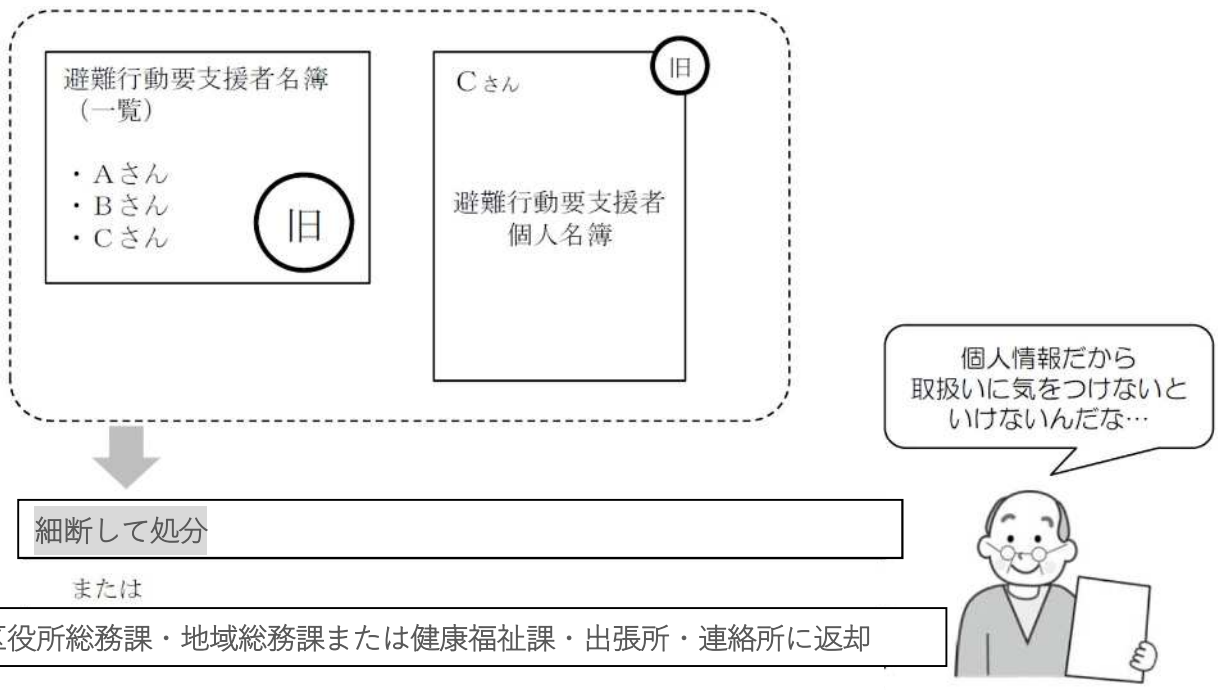 避難行動要支援者名簿
（一覧）
・Aさん
・Bさん
・Cさん
旧
Cさん
旧
避難行動要支援者
個人名簿
個人情報だから
取扱いに気をつけないと
いけないんだな…
細断して処分
または
役所総務課・地域総務課または健康福祉課・出張所・連絡所に返却